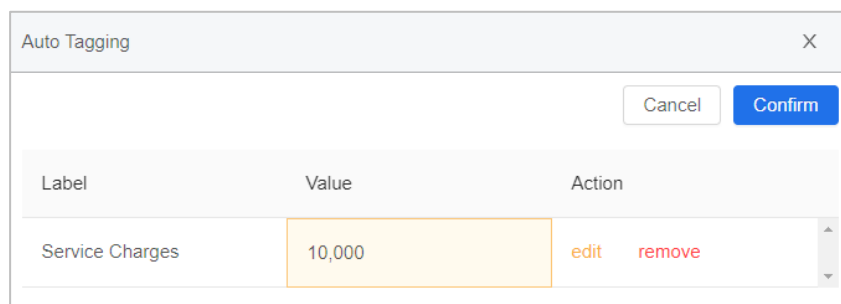 Auto Tagging X
Cancel Confirm
Label Value Action
Service Charges 10,000 edit remove